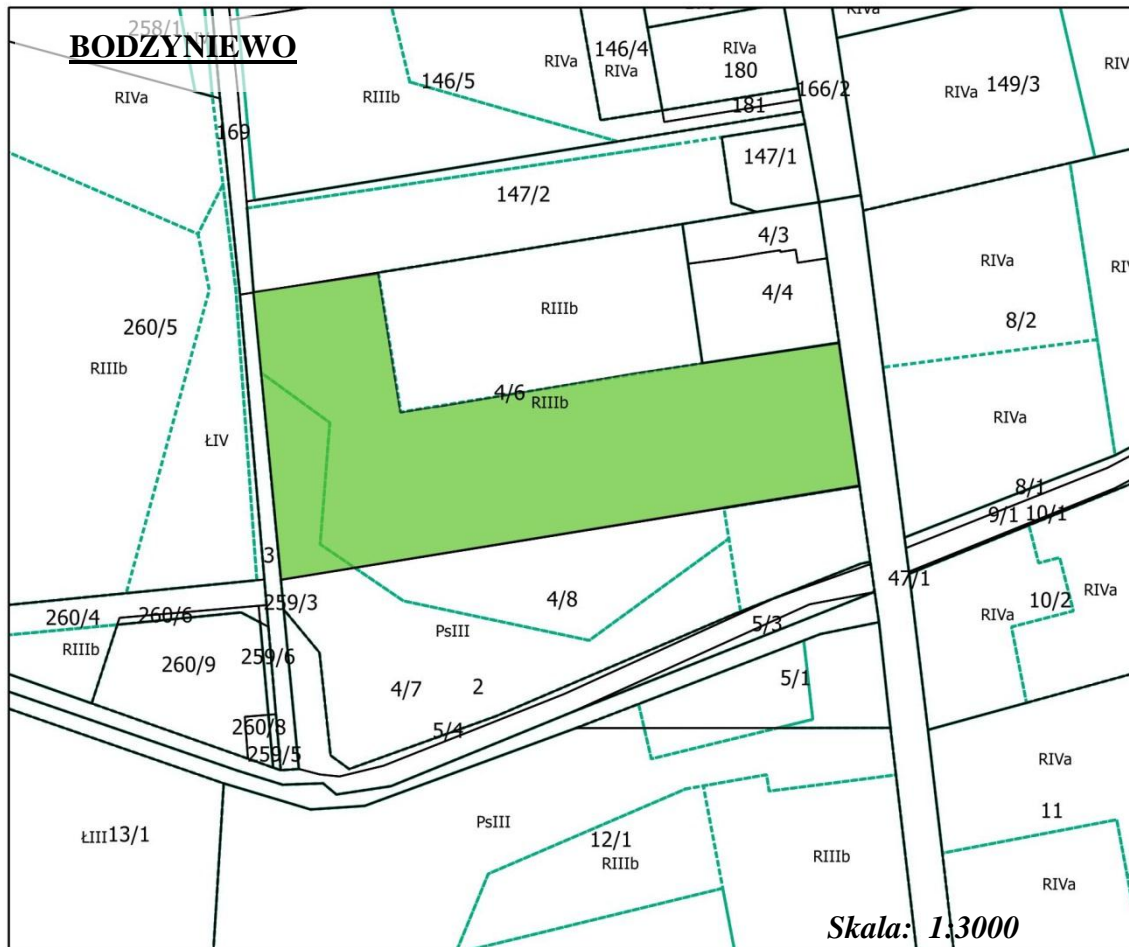 258/1
BODZYNIEWO
RIVa
169
RIIIb
146/5
RIVa
146/4
RIVa
RIVa
180
181
166/2
RIVa
149/3
147/1
147/2
4/3
4/4
RIVa
8/2
260/5
RIIIb
RIIIb
4/6
RIIIb
RIVa
ŁIV
8/1
9/1
10/1
3
47/1
259/3
260/4
260/6
RIIIb
260/9
259/6
4/8
PsIII
5/3
RIVa
10/2
RIVa
4/7
2
5/1
5/4
260/8
259/5
RIVa
11
ŁIII
13/1
PsIII
12/1
RIIIb
RIIIb
RIVa
Skala: 1:3000